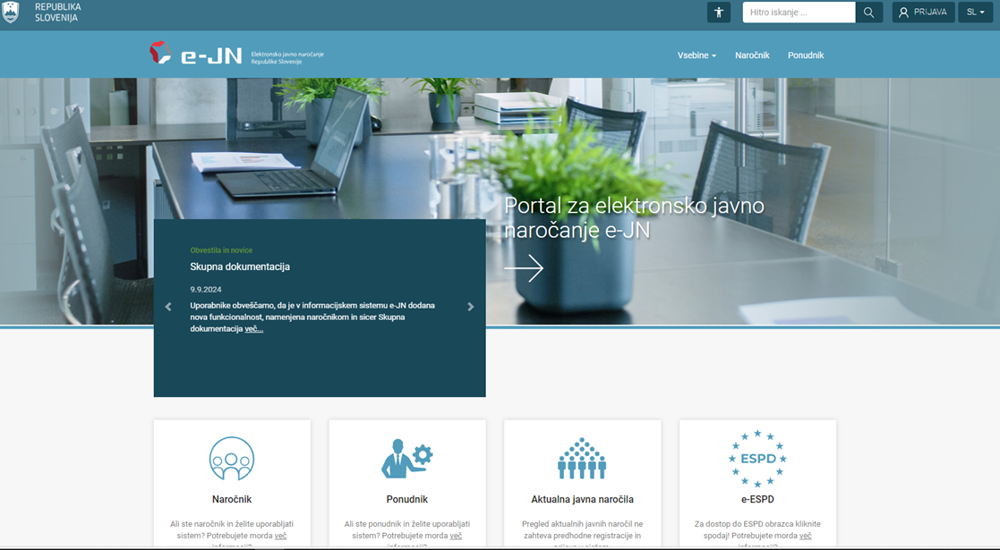 REPUBLIKA
SLOVENIJA
Hitro iskanje ...
PRIJAVA
SL
e-JN
Elektronsko javno naročanje
Republike Slovenije
Vsebine
Naročnik
Ponudnik
Portal za elektronsko javno
naročanje e-JN
Obvestila in novice
Skupna dokumentacija
9.9.2024
Uporabnike obveščamo, da je v informacijskem sistemu e-JN dodana
nova funkcionalnost, namenjena naročnikom in sicer Skupna
dokumentacija več...
Naročnik
Ali ste naročnik in želite uporabljati
sistem? Potrebujete morda več
Ponudnik
Ali ste ponudnik in želite uporabljati
sistem? Potrebujete morda več
Aktualna javna naročila
Pregled aktualnih javnih naročil ne
zahteva predhodne registracije in
ESPD
e-ESPD
Za dostop do ESPD obrazca kliknite
spodaj! Potrebujete morda več